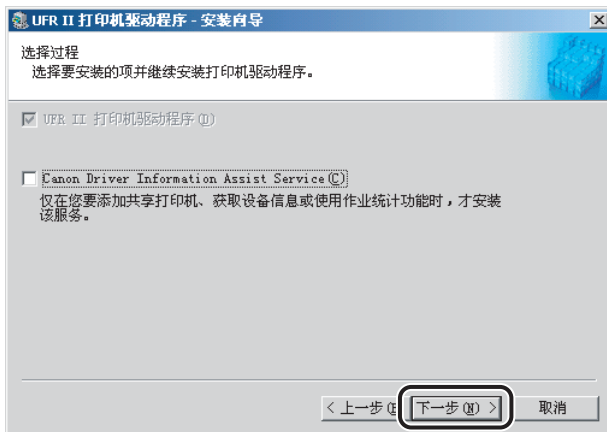 UFR II 打印机驱动程序 - 安装向导
选择过程
选择要安装的项并继续安装打印机驱动程序。
UFR II 打印机驱动程序(D)
Canon Driver Information Assist Service(C)
仅在您要添加共享打印机、获取设备信息或使用作业统计功能时，才安装
该服务。
< 上一步(B 下一步(N) > 取消